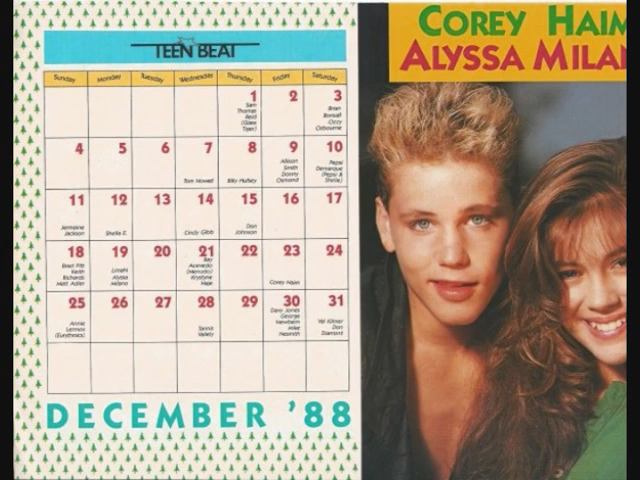 TEEN BEAT
COREY HAIM
ALYSSA MILAN
Sunday Monday Tuesday Wednesday Thursday Friday Saturday
1 2 3
Sam
Thomas
Reid
(Glass
Tiger)
Brian
Bonsall
Ozzy
Osbourne
4 5 6 7 8 9 10
Tom Howell
Billy Hufsey
Allison
Smith
Donny
Osmond
Pepsi
Demacque
(Pepsi &
Shirlie)
11 12 13 14 15 16 17
Jermaine
Jackson
Sheila E.
Cindy Gibb
Don
Johnson
18 19 20 21 22 23 24
Brad Pitt
Keith
Richards
Matt Adler
Limahl
Alyssa
Milano
Ray
Acevedo
(Menudo)
Krystyne
Haje
Corey Haim
25 26 27 28 29 30 31
Annie
Lennox
(Eurythmics)
Davy Jones
George
Newbern
Mike
Nesmith
Val Kilmer
DECEMBER '88